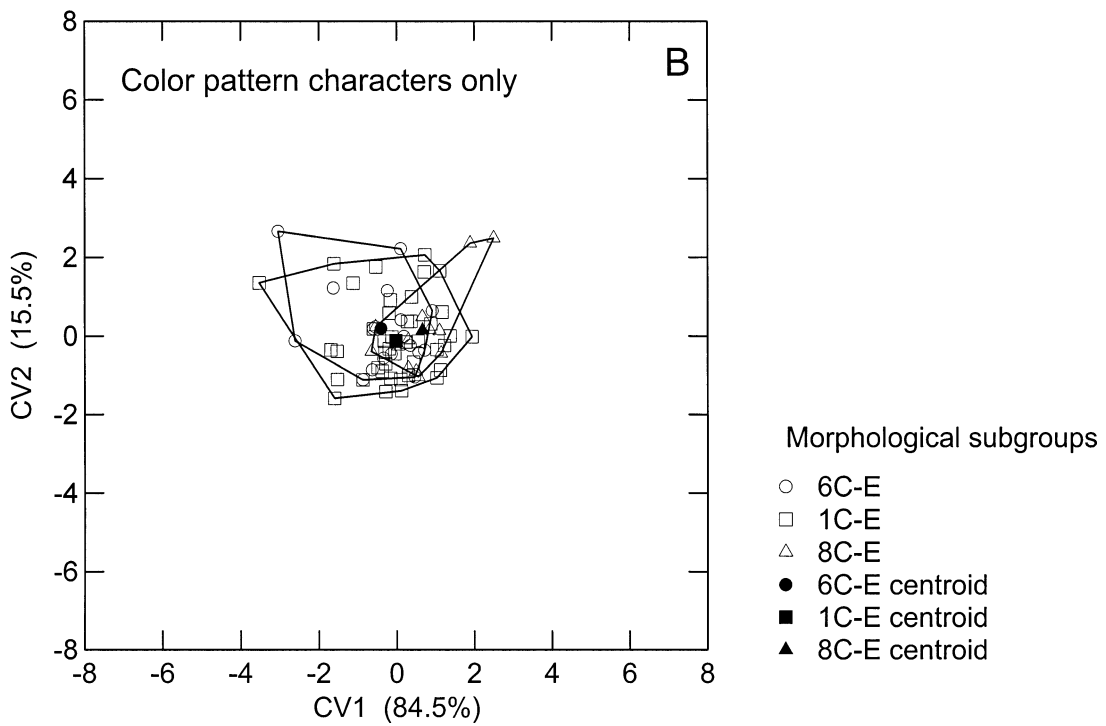 B
Color pattern characters only
8
6
4
2
0
-2
-4
-6
-8
CV2 (15.5%)
-8 -6 -4 -2 0 2 4 6 8
CV1 (84.5%)
Morphological subgroups
6C-E
1C-E
8C-E
6C-E centroid
1C-E centroid
8C-E centroid